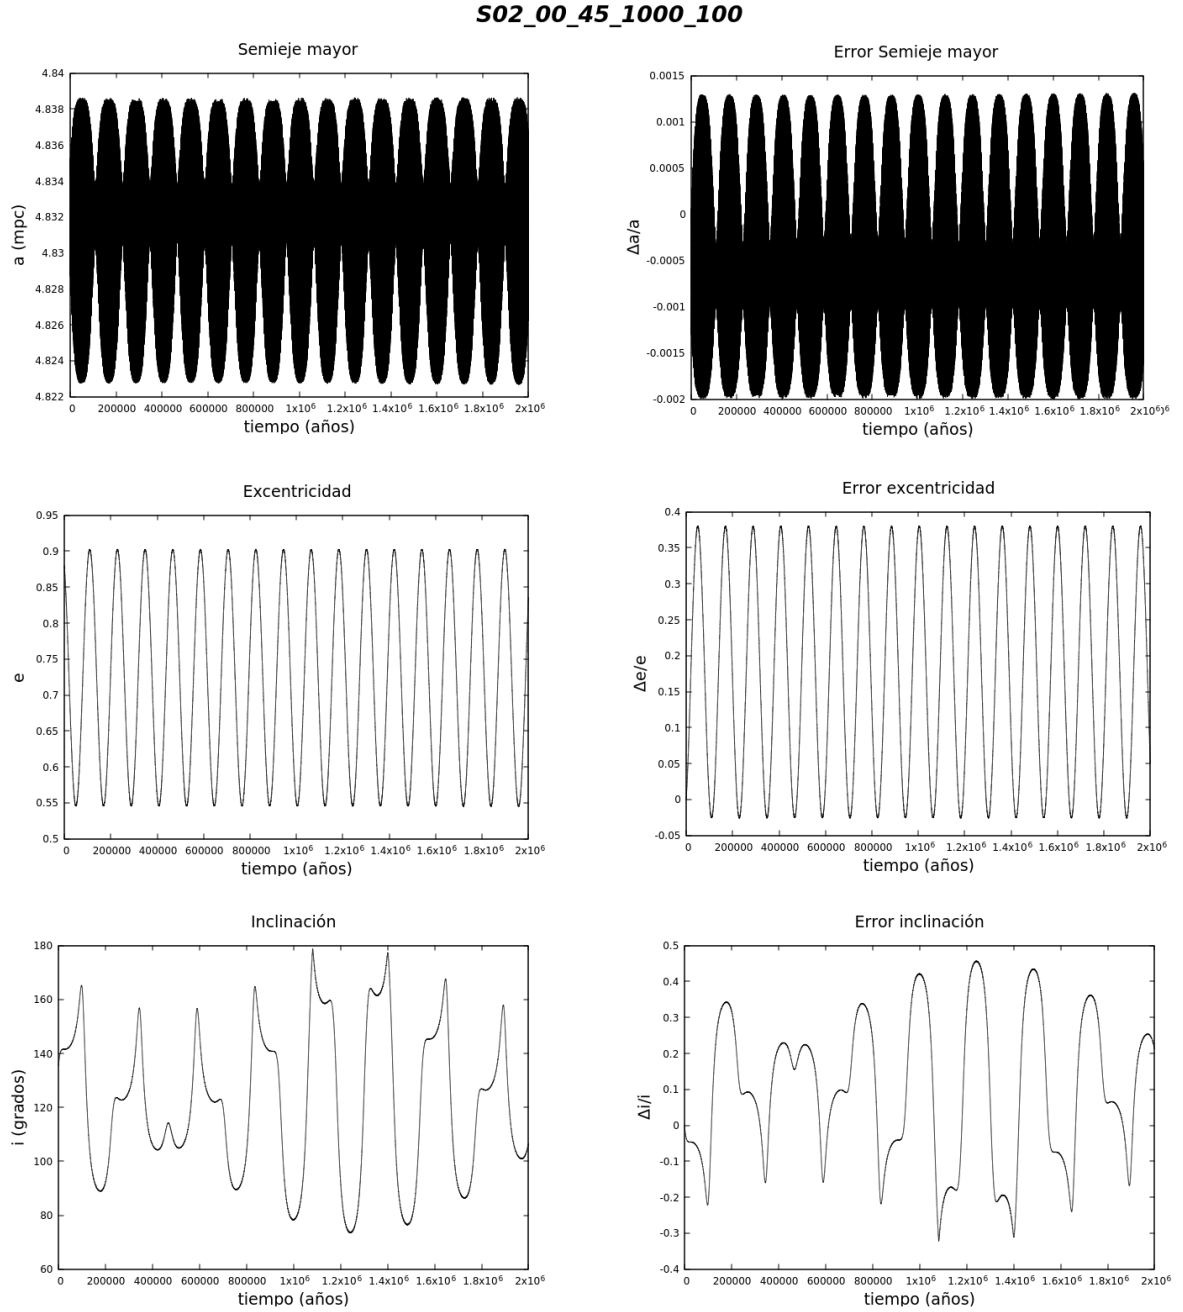 S02_00_45_1000_100
Semieje mayor
4.84
4.838
4.836
4.834
4.832
4.83
4.828
4.826
4.824
4.822
a (mpc)
0 200000 400000 600000 800000 1x10⁶ 1.2x10⁶ 1.4x10⁶ 1.6x10⁶ 1.8x10⁶ 2x10⁶
tiempo (años)
Error Semieje mayor
0.0015
0.001
0.0005
0
-0.0005
-0.001
-0.0015
-0.002
Δa/a
0 200000 400000 600000 800000 1x10⁶ 1.2x10⁶ 1.4x10⁶ 1.6x10⁶ 1.8x10⁶ 2x10⁶
tiempo (años)
Excentricidad
0.95
0.9
0.85
0.8
0.75
0.7
0.65
0.6
0.55
0.5
e
0 200000 400000 600000 800000 1x10⁶ 1.2x10⁶ 1.4x10⁶ 1.6x10⁶ 1.8x10⁶ 2x10⁶
tiempo (años)
Error excentricidad
0.4
0.35
0.3
0.25
0.2
0.15
0.1
0.05
0
-0.05
Δe/e
0 200000 400000 600000 800000 1x10⁶ 1.2x10⁶ 1.4x10⁶ 1.6x10⁶ 1.8x10⁶ 2x10⁶
tiempo (años)
Inclinación
180
160
140
120
100
80
60
i (grados)
0 200000 400000 600000 800000 1x10⁶ 1.2x10⁶ 1.4x10⁶ 1.6x10⁶ 1.8x10⁶ 2x10⁶
tiempo (años)
Error inclinación
0.5
0.4
0.3
0.2
0.1
0
-0.1
-0.2
-0.3
-0.4
Δi/i
0 200000 400000 600000 800000 1x10⁶ 1.2x10⁶ 1.4x10⁶ 1.6x10⁶ 1.8x10⁶ 2x10⁶
tiempo (años)